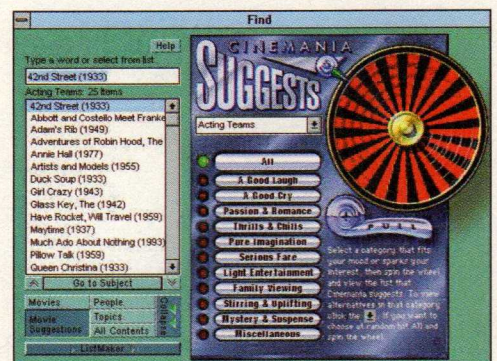 Find
Help
Type a word or select from list
42nd Street (1933)
Acting Teams: 25 Items
42nd Street (1933)
Abbott and Costello Meet Franke
Adam's Rib (1949)
Adventures of Robin Hood, The
Annie Hall (1977)
Artists and Models (1955)
Duck Soup (1933)
Girl Crazy (1943)
Glass Key, The (1942)
Have Rocket, Will Travel (1959)
Maytime (1937)
Much Ado About Nothing (1993)
Pillow Talk (1959)
Queen Christina (1933)
Go to Subject
Movies
People
Movie
Suggestions
Topics
All Contents
Collapse
ListMaker
CINEMANIA
SUGGESTS
Acting Teams
All
A Good Laugh
A Good Cry
Passion & Romance
Thrills & Chills
Pure Imagination
Serious Fare
Light Entertainment
Family Viewing
Stirring & Uplifting
Mystery & Suspense
Miscellaneous
PULL
Select a category that fits
your mood or sparks your
interest, then spin the wheel
and view the list that
Cinemania suggests. To view
alternatives in that category
click the . If you want to
choose at random list All and
spin the wheel.